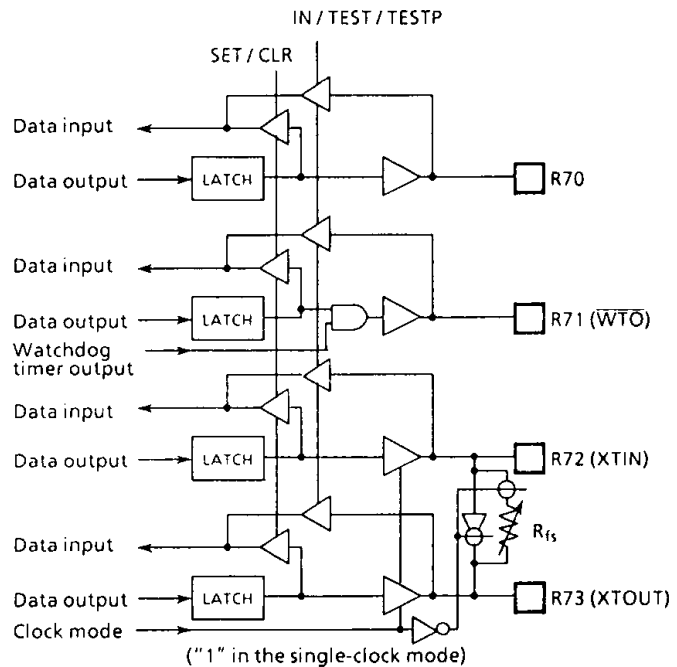 IN / TEST / TESTP
SET / CLR
Data input
Data output
LATCH
R70
Data input
Data output
LATCH
R71 (W̅T̅O̅)
Watchdog
timer output
Data input
Data output
LATCH
R72 (XTIN)
Rfs
Data input
Data output
LATCH
R73 (XTOUT)
Clock mode
("1" in the single-clock mode)